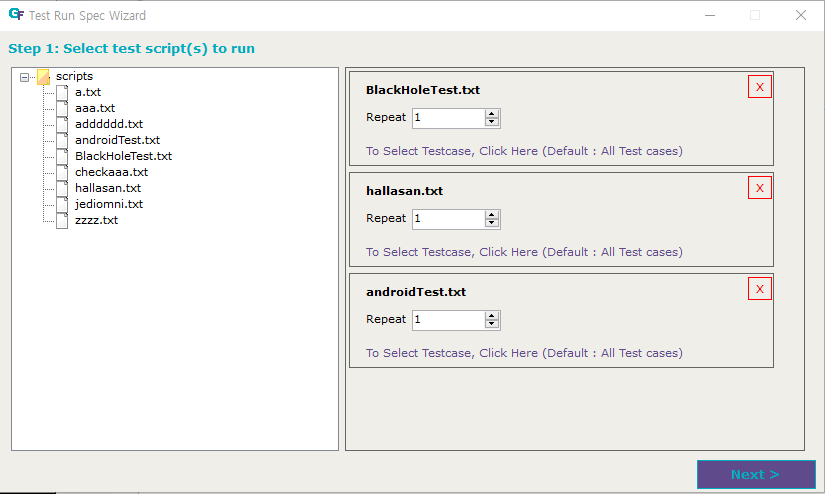 GF Test Run Spec Wizard
Step 1: Select test script(s) to run
scripts
a.txt
aaa.txt
adddddd.txt
androidTest.txt
BlackHoleTest.txt
checkaaa.txt
hallasan.txt
jediomni.txt
zzzz.txt
BlackHoleTest.txt
X
Repeat 1
To Select Testcase, Click Here (Default : All Test cases)
hallasan.txt
X
Repeat 1
To Select Testcase, Click Here (Default : All Test cases)
androidTest.txt
X
Repeat 1
To Select Testcase, Click Here (Default : All Test cases)
Next >